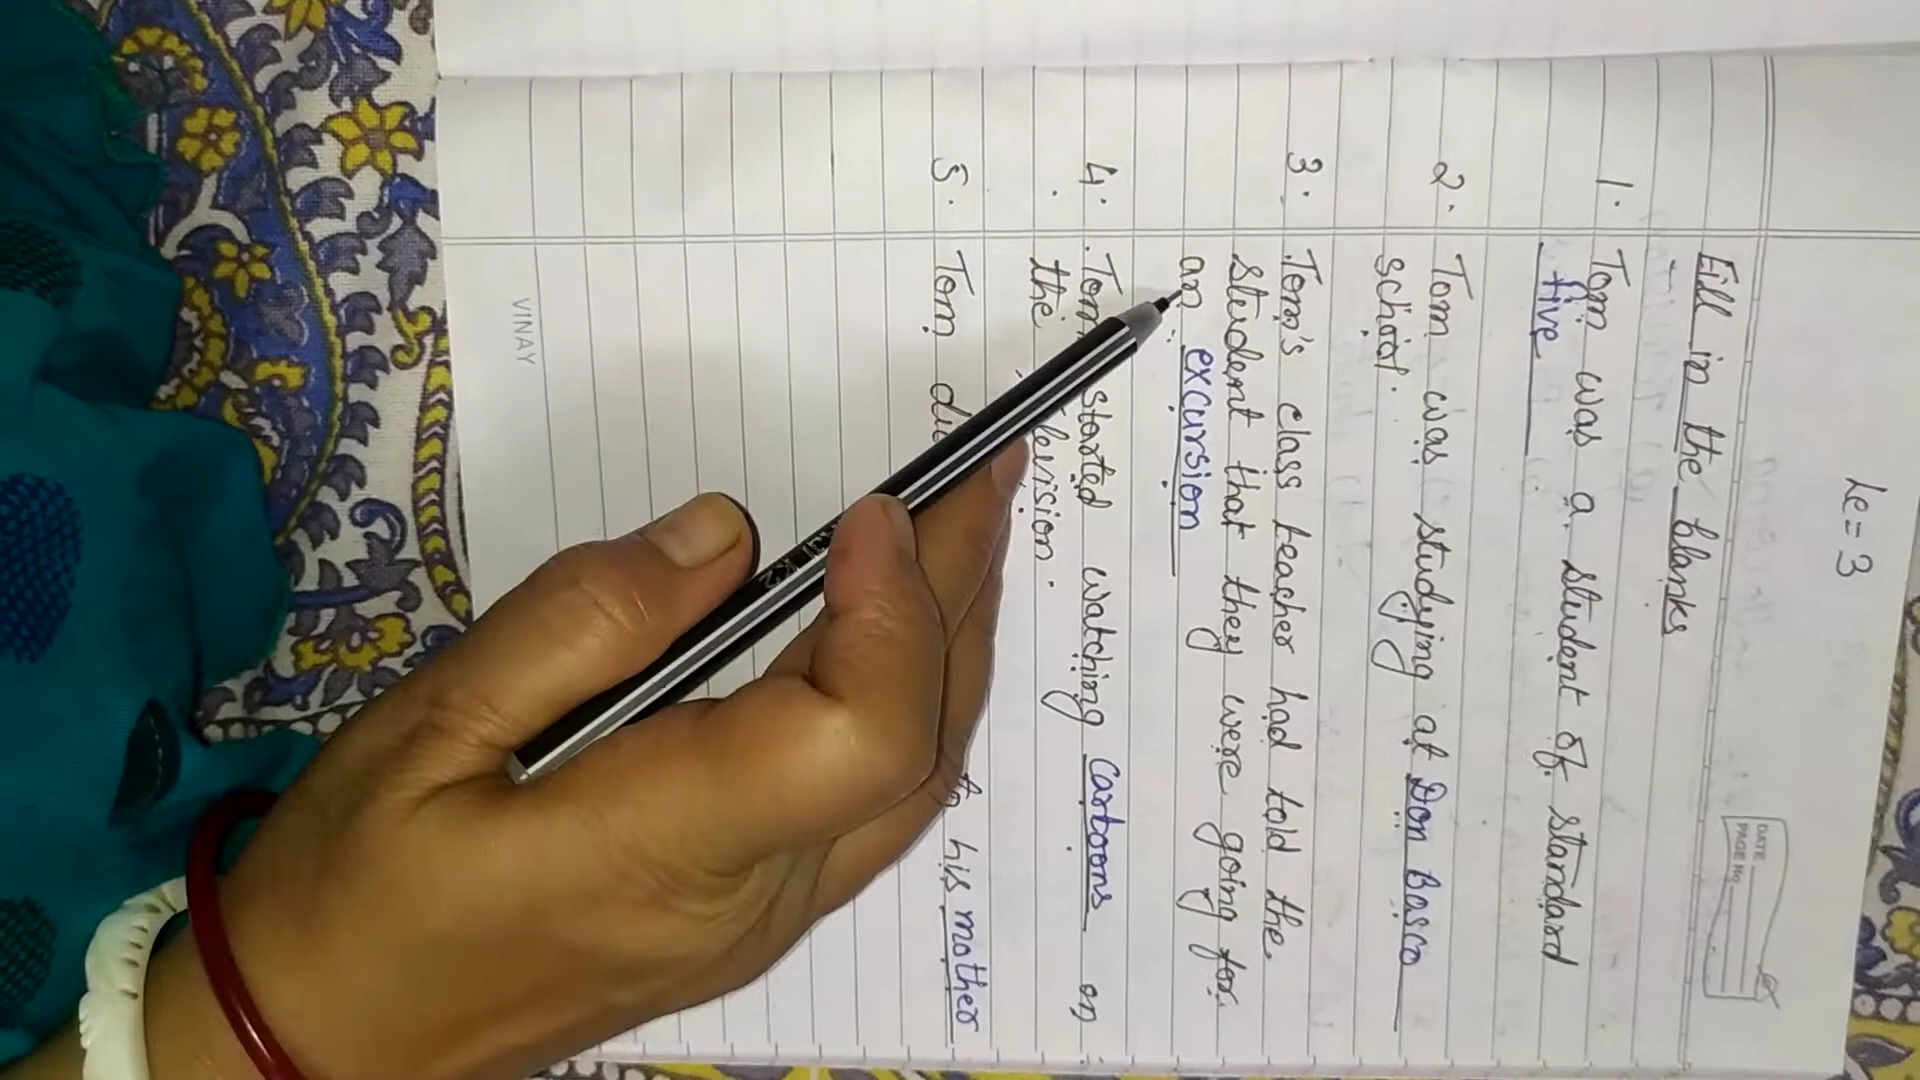 Le = 3
DATE
PAGE No.
Fill in the blanks
1. Tom was a student of standard
five
2. Tom was studying at Don Bosco
school.
3. Tom's class teacher had told the
student that they were going for
an excursion
4. Tom started watching Cartoons on
the levision.
5. Tom to his mother
VINAY